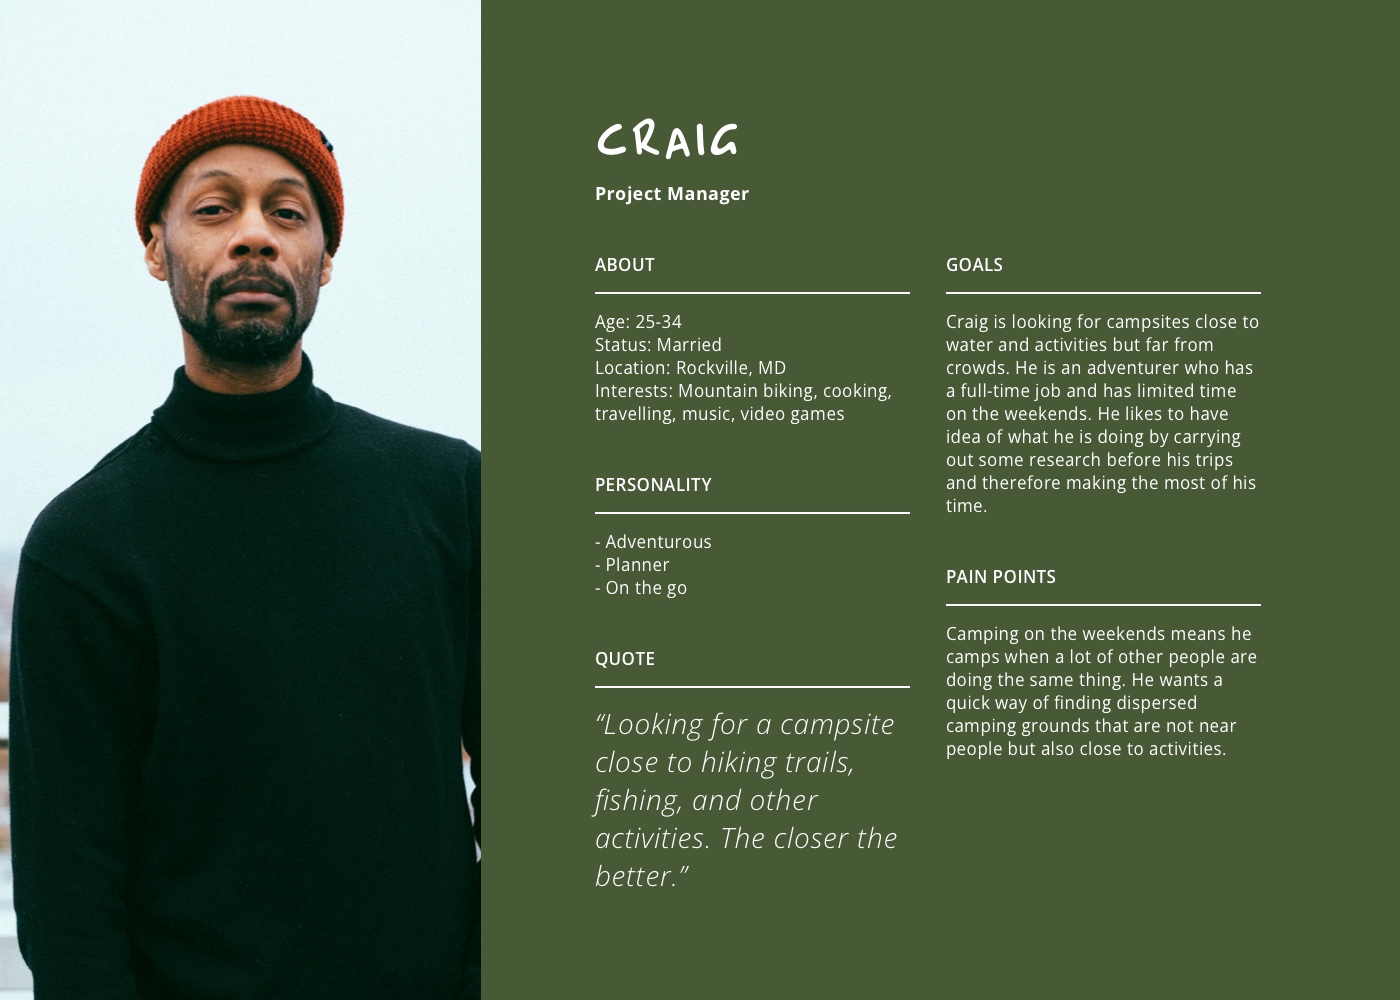 CRAIG
Project Manager
ABOUT
Age: 25-34
Status: Married
Location: Rockville, MD
Interests: Mountain biking, cooking,
travelling, music, video games
PERSONALITY
- Adventurous
- Planner
- On the go
QUOTE
“Looking for a campsite
close to hiking trails,
fishing, and other
activities. The closer the
better.”
GOALS
Craig is looking for campsites close to
water and activities but far from
crowds. He is an adventurer who has
a full-time job and has limited time
on the weekends. He likes to have
idea of what he is doing by carrying
out some research before his trips
and therefore making the most of his
time.
PAIN POINTS
Camping on the weekends means he
camps when a lot of other people are
doing the same thing. He wants a
quick way of finding dispersed
camping grounds that are not near
people but also close to activities.